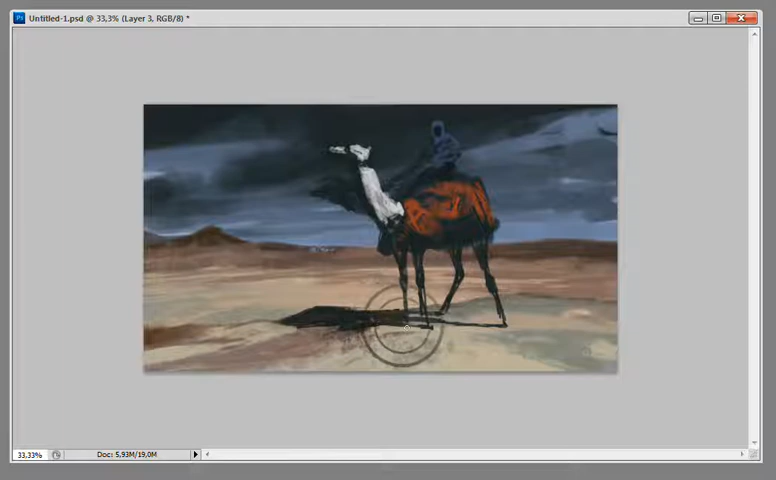 Ps Untitled-1.psd @ 33,3% (Layer 3, RGB/8) *
33,33% Doc: 5,93M/19,0M